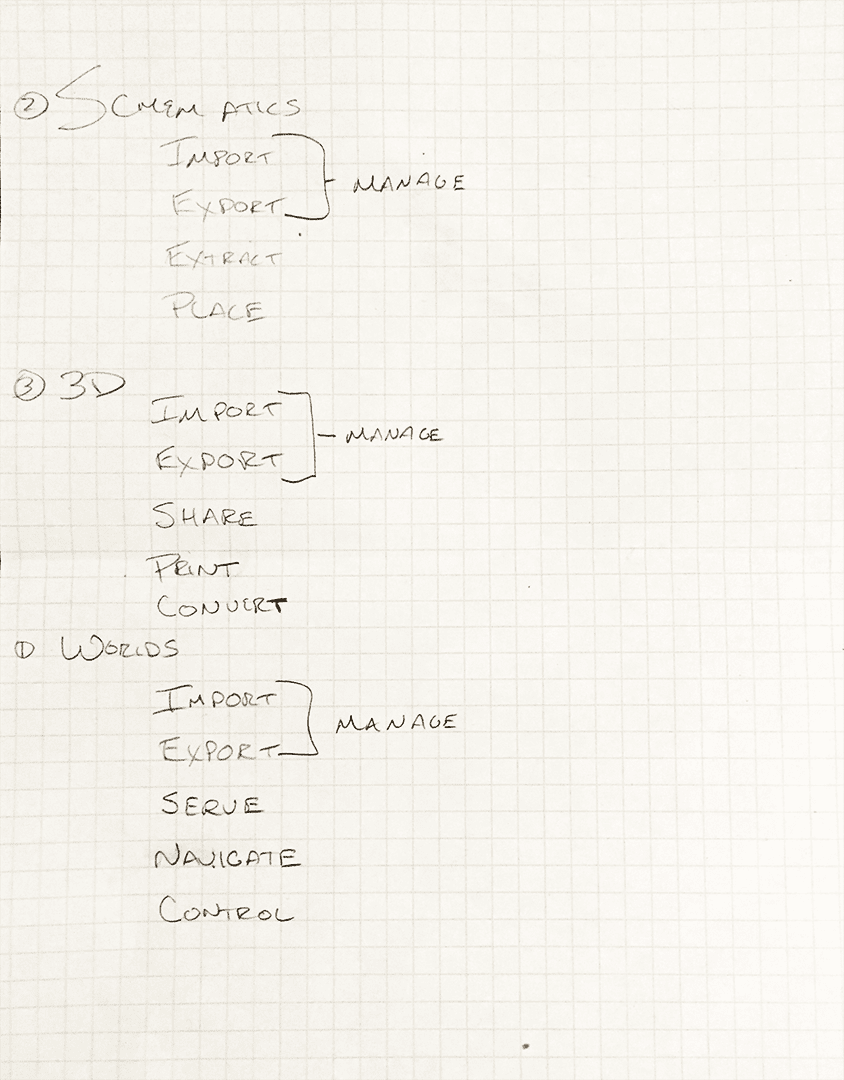 ② SCHEMATICS
IMPORT
MANAGE
EXPORT
EXTRACT
PLACE
③ 3D
IMPORT
MANAGE
EXPORT
SHARE
PRINT
CONVERT
① WORLDS
IMPORT
MANAGE
EXPORT
SERVE
NAVIGATE
CONTROL